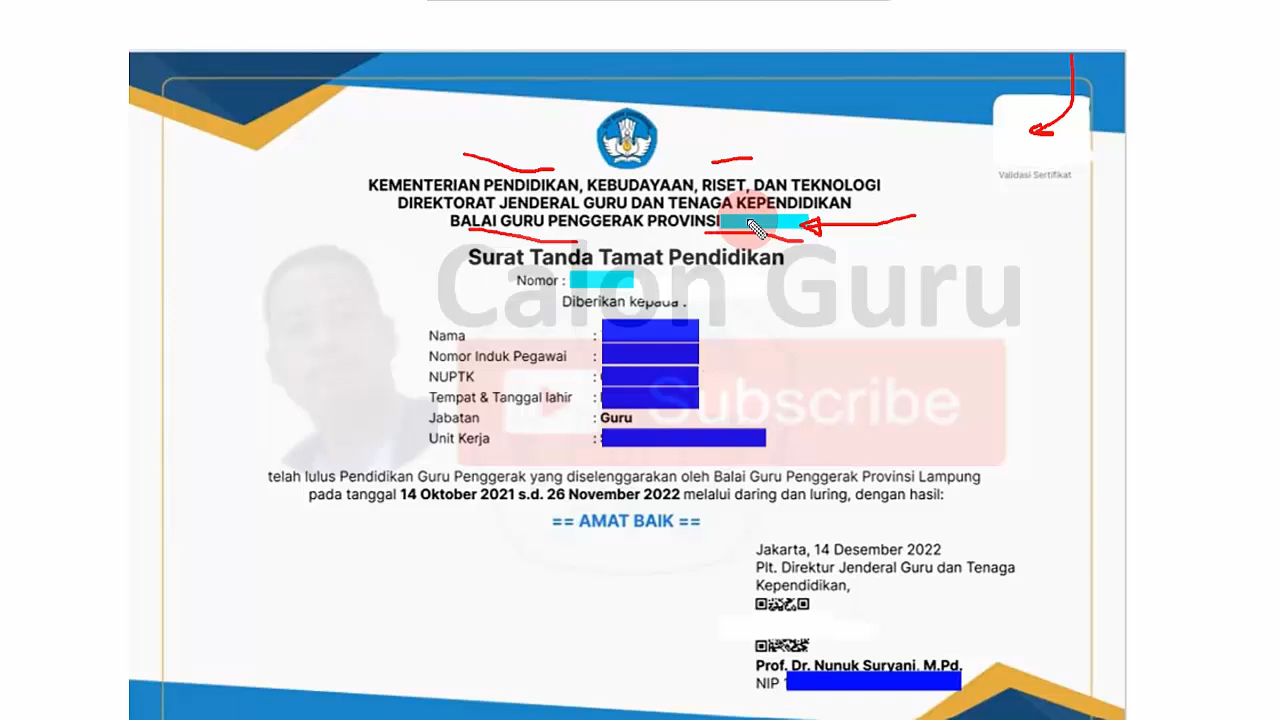 Validasi Sertifikat
KEMENTERIAN PENDIDIKAN, KEBUDAYAAN, RISET, DAN TEKNOLOGI
DIREKTORAT JENDERAL GURU DAN TENAGA KEPENDIDIKAN
BALAI GURU PENGGERAK PROVINSI
Surat Tanda Tamat Pendidikan
Calon Guru
Nomor :
Diberikan kepada :
Nama :
Nomor Induk Pegawai :
NUPTK :
Subscribe
Tempat & Tanggal lahir :
Jabatan : Guru
Unit Kerja :
telah lulus Pendidikan Guru Penggerak yang diselenggarakan oleh Balai Guru Penggerak Provinsi Lampung
pada tanggal 14 Oktober 2021 s.d. 26 November 2022 melalui daring dan luring, dengan hasil:
== AMAT BAIK ==
Jakarta, 14 Desember 2022
Plt. Direktur Jenderal Guru dan Tenaga
Kependidikan,
Prof. Dr. Nunuk Suryani, M.Pd.
NIP